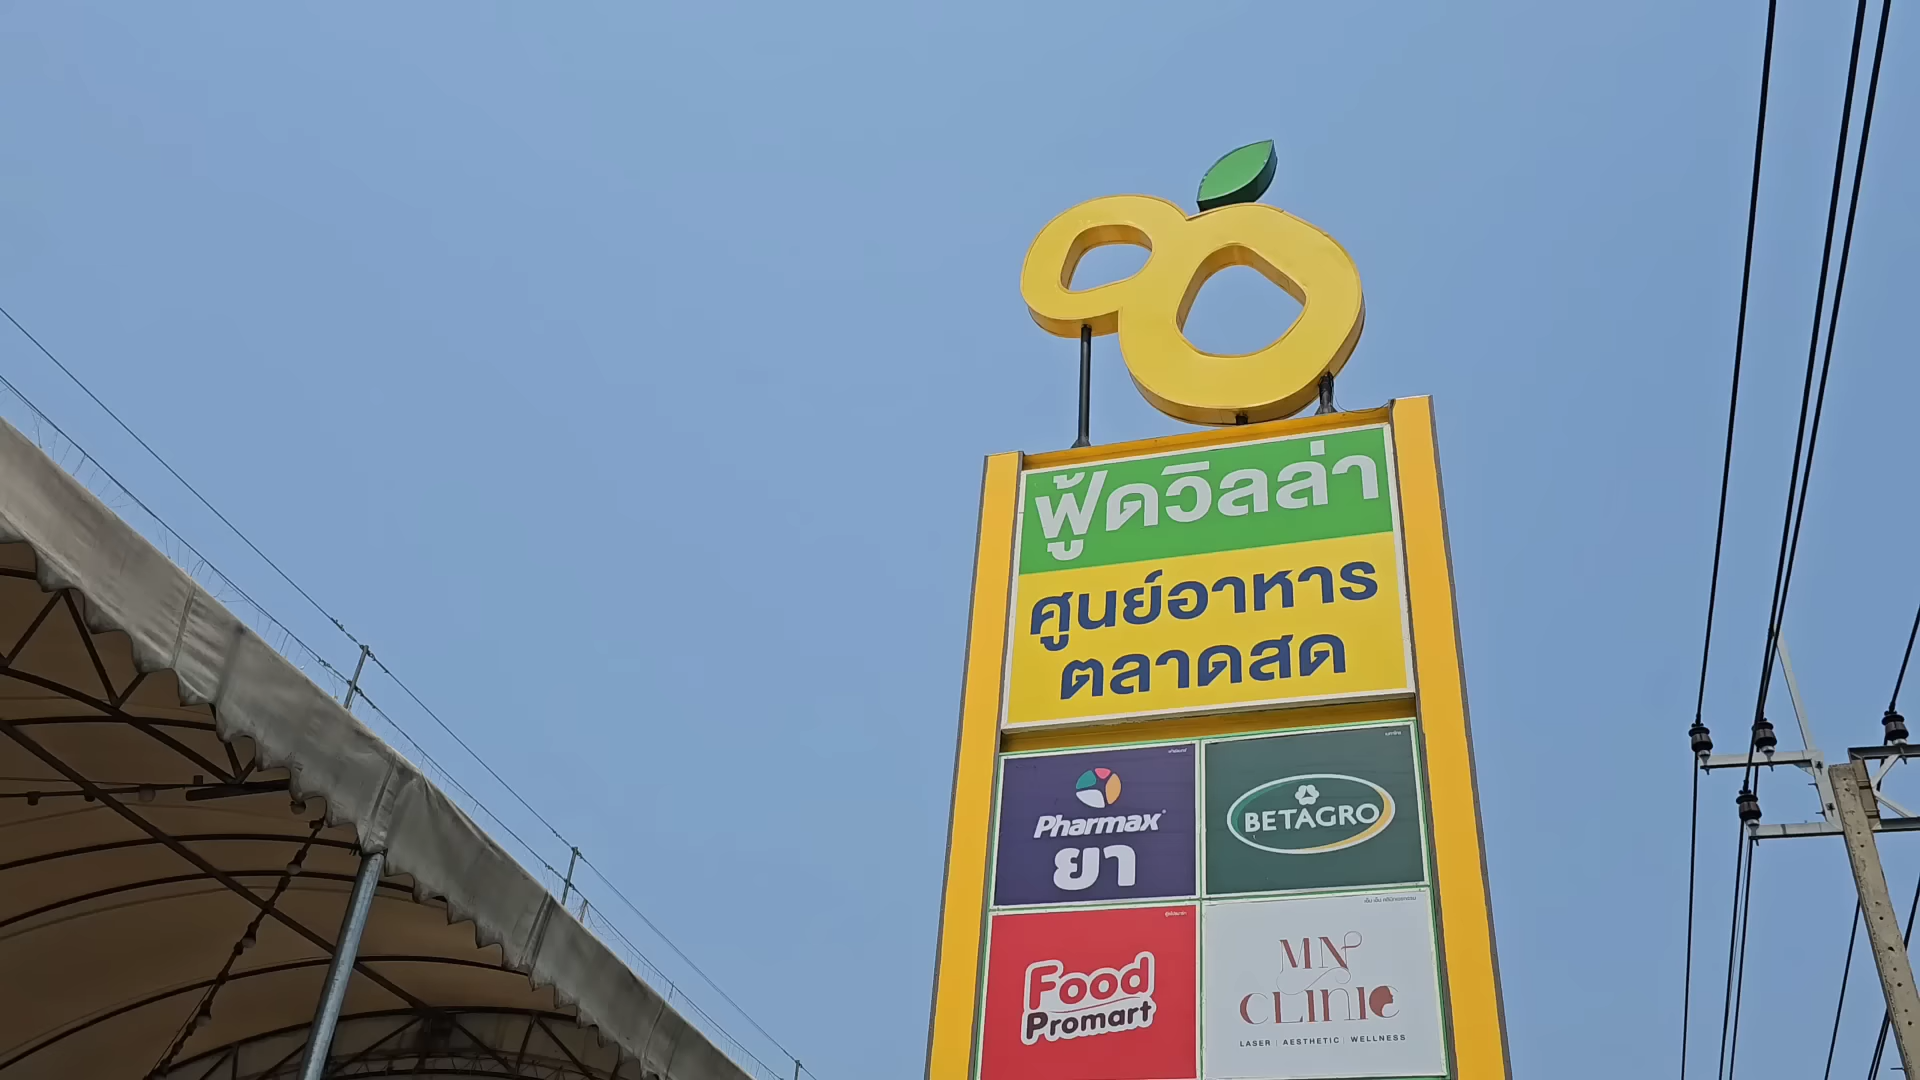 ฟู้ดวิลล่า
ศูนย์อาหาร
ตลาดสด
Pharmax
ยา
BETAGRO
Food
Promart
MN
CLINIC
LASER | AESTHETIC | WELLNESS